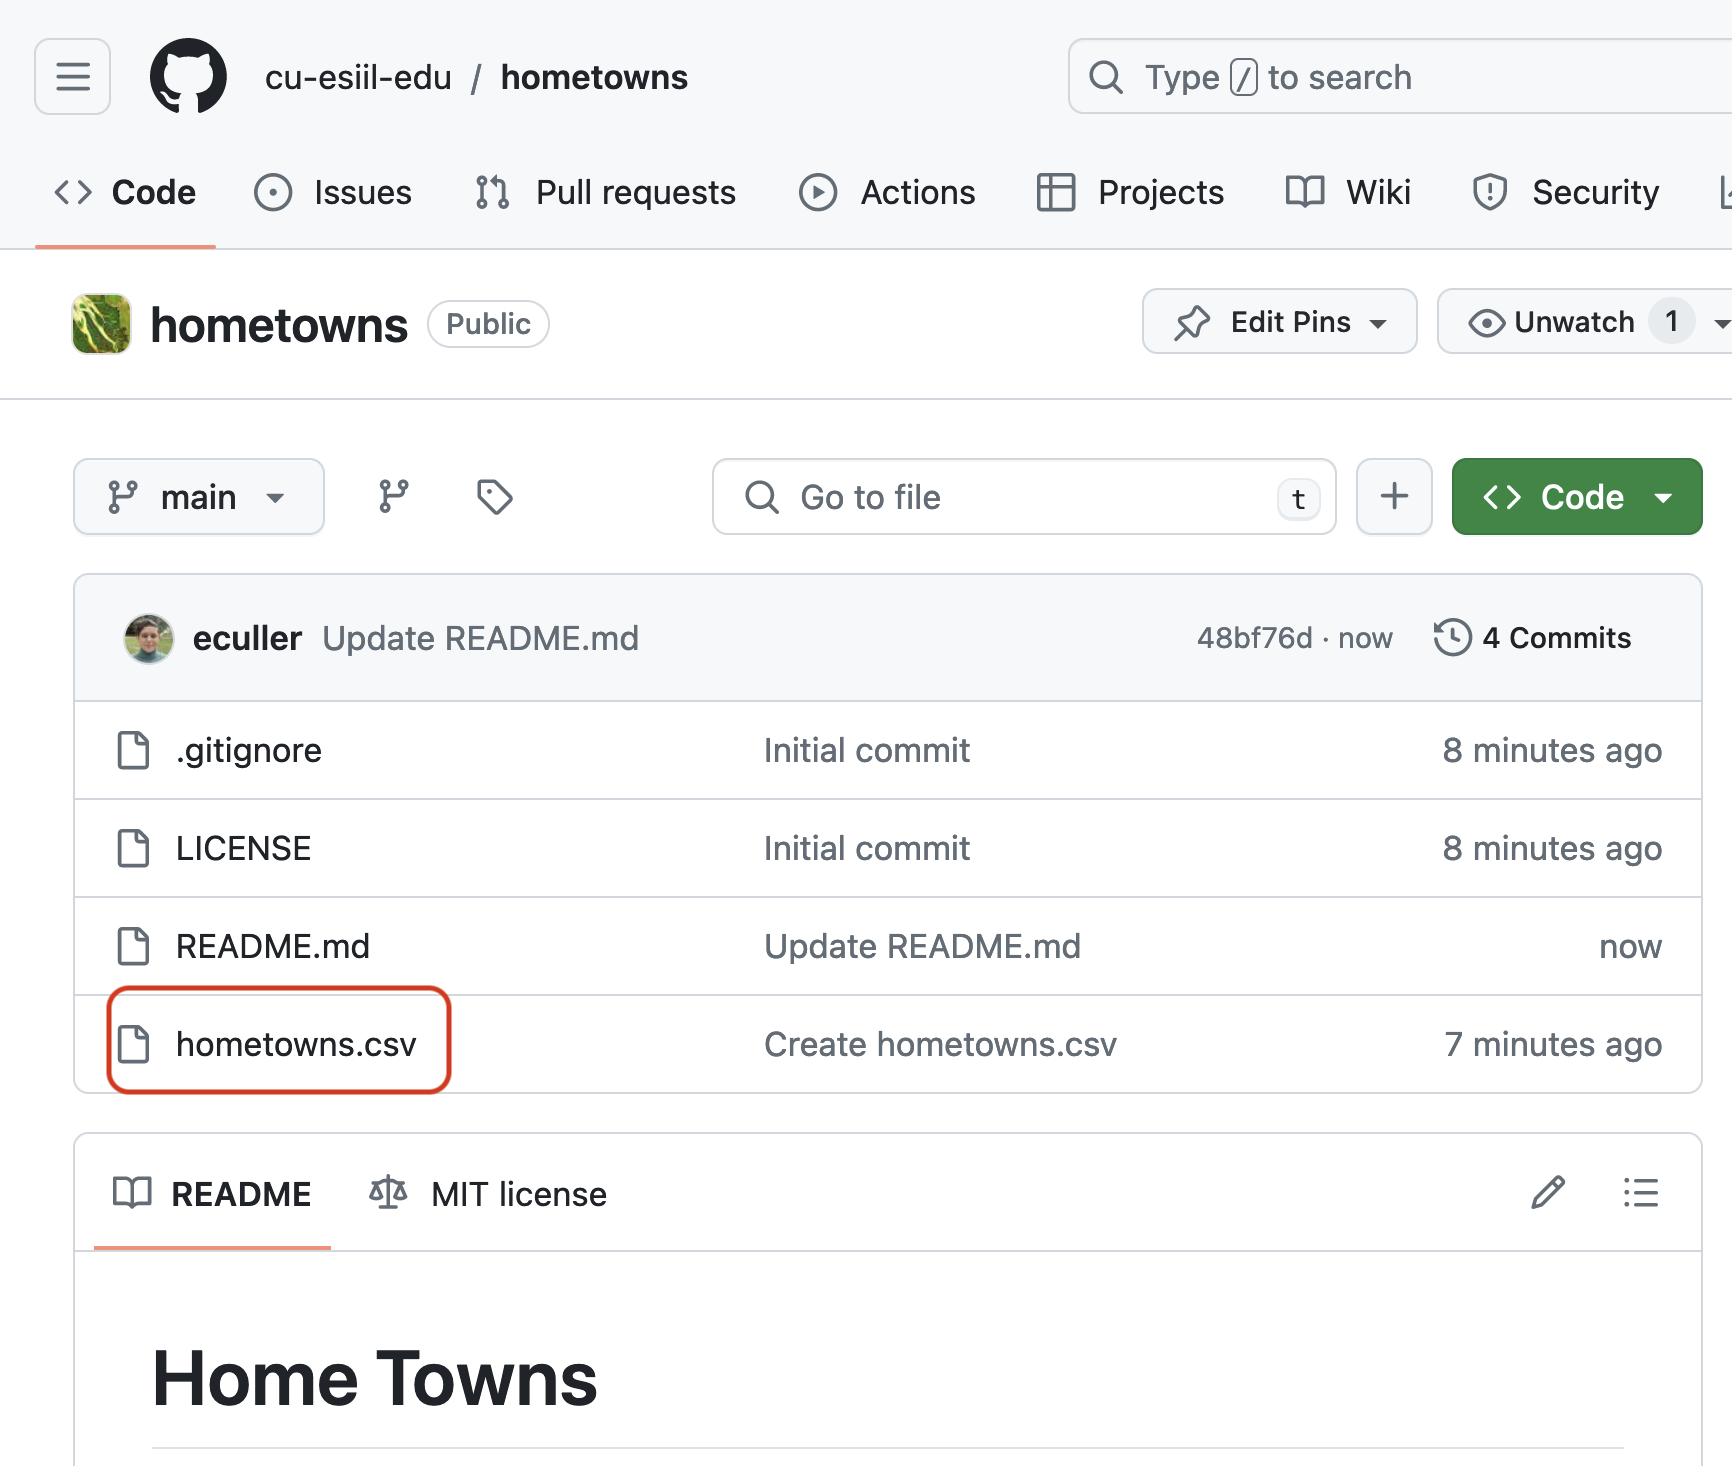 cu-esiil-edu / hometowns
Type / to search
Code Issues Pull requests Actions Projects Wiki Security
hometowns Public Edit Pins Unwatch 1
main Go to file t Code
eculler Update README.md 48bf76d · now 4 Commits
.gitignore Initial commit 8 minutes ago
LICENSE Initial commit 8 minutes ago
README.md Update README.md now
hometowns.csv Create hometowns.csv 7 minutes ago
README MIT license
Home Towns